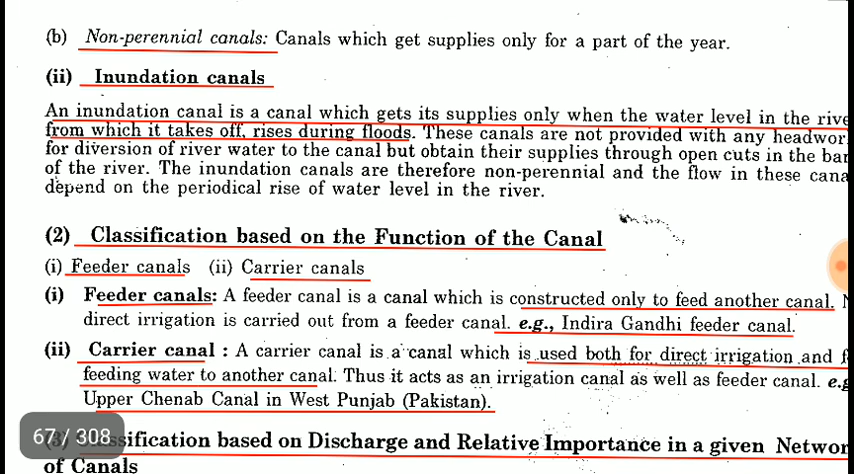 (b) Non-perennial canals: Canals which get supplies only for a part of the year.
(ii) Inundation canals
An inundation canal is a canal which gets its supplies only when the water level in the rive
from which it takes off, rises during floods. These canals are not provided with any headwor
for diversion of river water to the canal but obtain their supplies through open cuts in the ban
of the river. The inundation canals are therefore non-perennial and the flow in these cana
depend on the periodical rise of water level in the river.
(2) Classification based on the Function of the Canal
(i) Feeder canals (ii) Carrier canals
(i) Feeder canals: A feeder canal is a canal which is constructed only to feed another canal. N
direct irrigation is carried out from a feeder canal. e.g., Indira Gandhi feeder canal.
(ii) Carrier canal : A carrier canal is a canal which is used both for direct irrigation and f
feeding water to another canal. Thus it acts as an irrigation canal as well as feeder canal. e.g
Upper Chenab Canal in West Punjab (Pakistan).
67 / 308
ssification based on Discharge and Relative Importance in a given Networ
of Canals